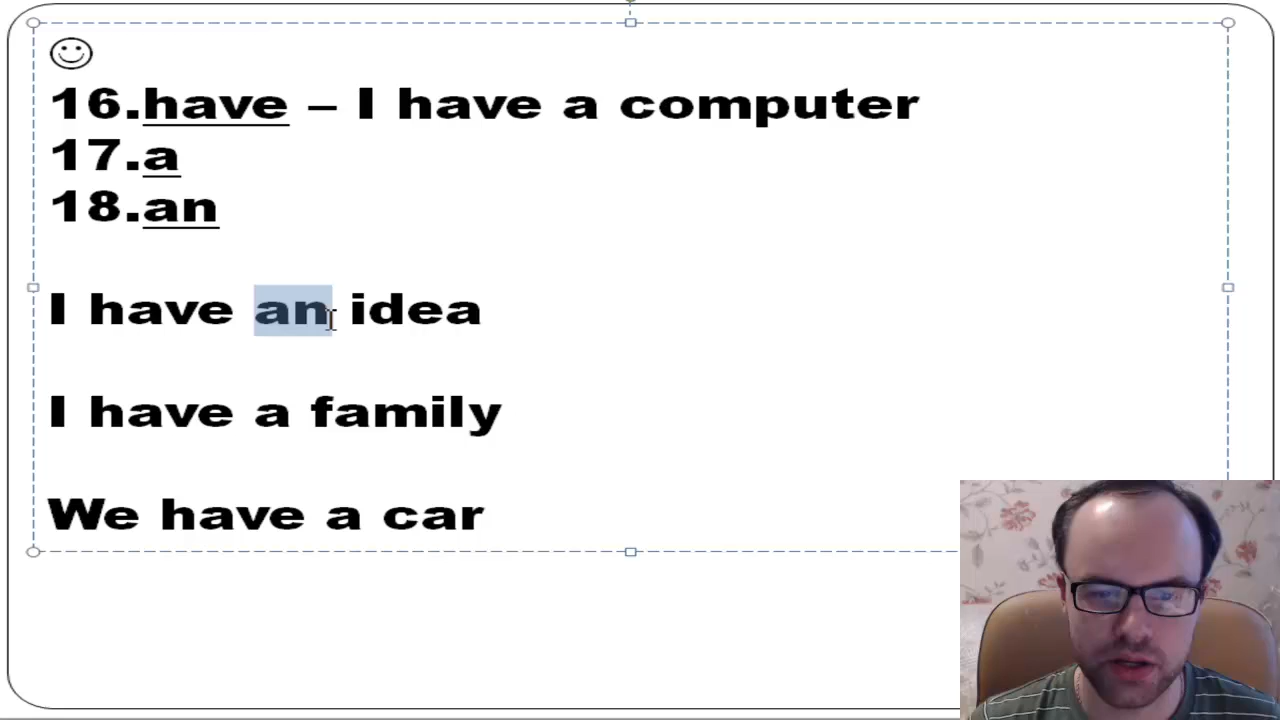 16.have – I have a computer
17.a
18.an
I have an idea
I have a family
We have a car